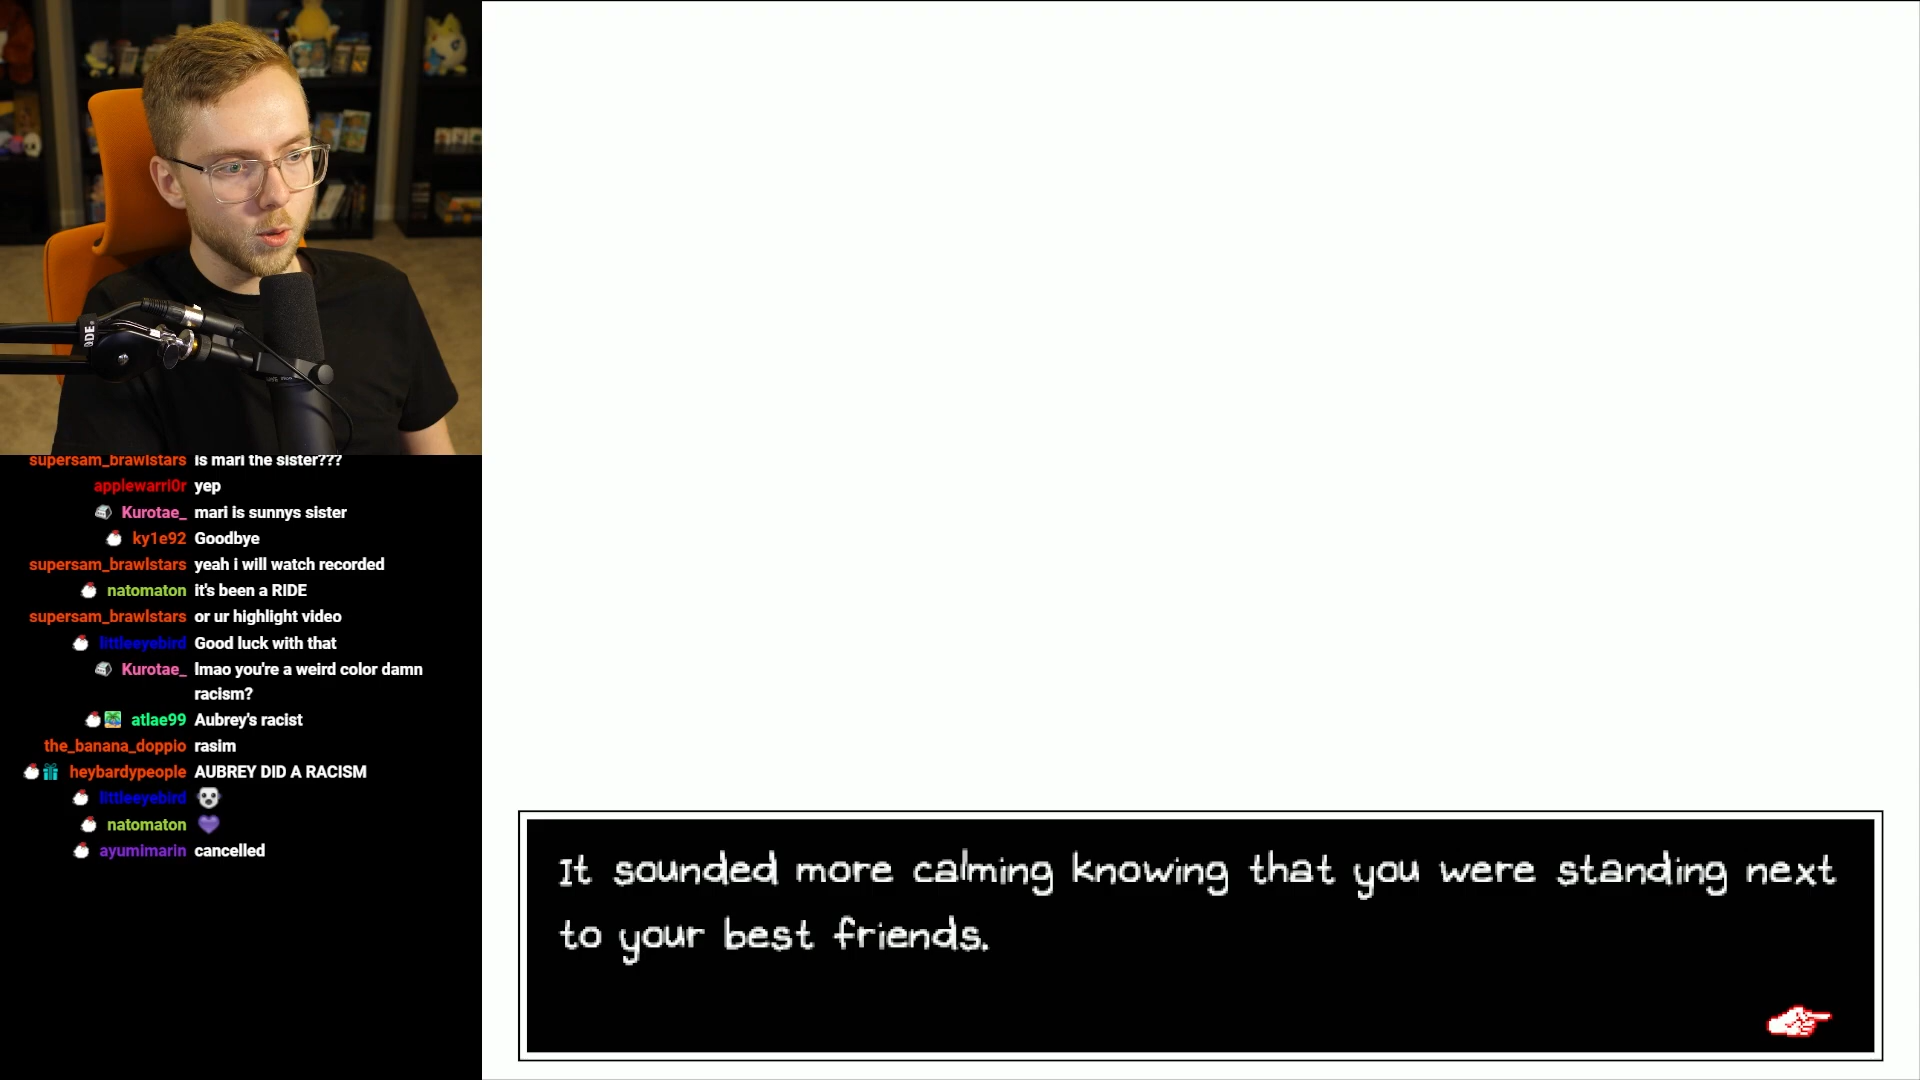 supersam_brawlstars is mari the sister???
applewarri0r yep
Kurotae_ mari is sunnys sister
ky1e92 Goodbye
supersam_brawlstars yeah i will watch recorded
natomaton it's been a RIDE
supersam_brawlstars or ur highlight video
littleeyebird Good luck with that
Kurotae_ lmao you're a weird color damn
racism?
atlae99 Aubrey's racist
the_banana_doppio rasim
heybardypeople AUBREY DID A RACISM
littleeyebird
natomaton
ayumimarin cancelled
It sounded more calming knowing that you were standing next
to your best friends.